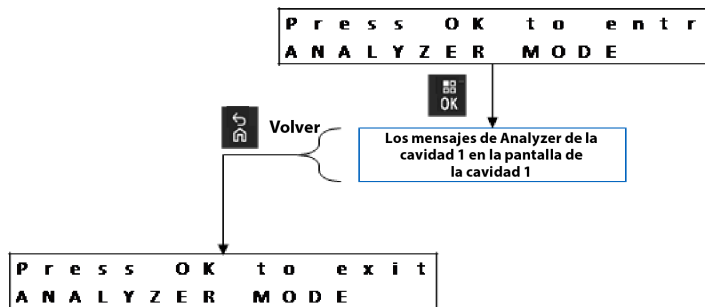 Press OK to entr
ANALYZER MODE
OK
Volver
Los mensajes de Analyzer de la
cavidad 1 en la pantalla de
la cavidad 1
Press OK to exit
ANALYZER MODE